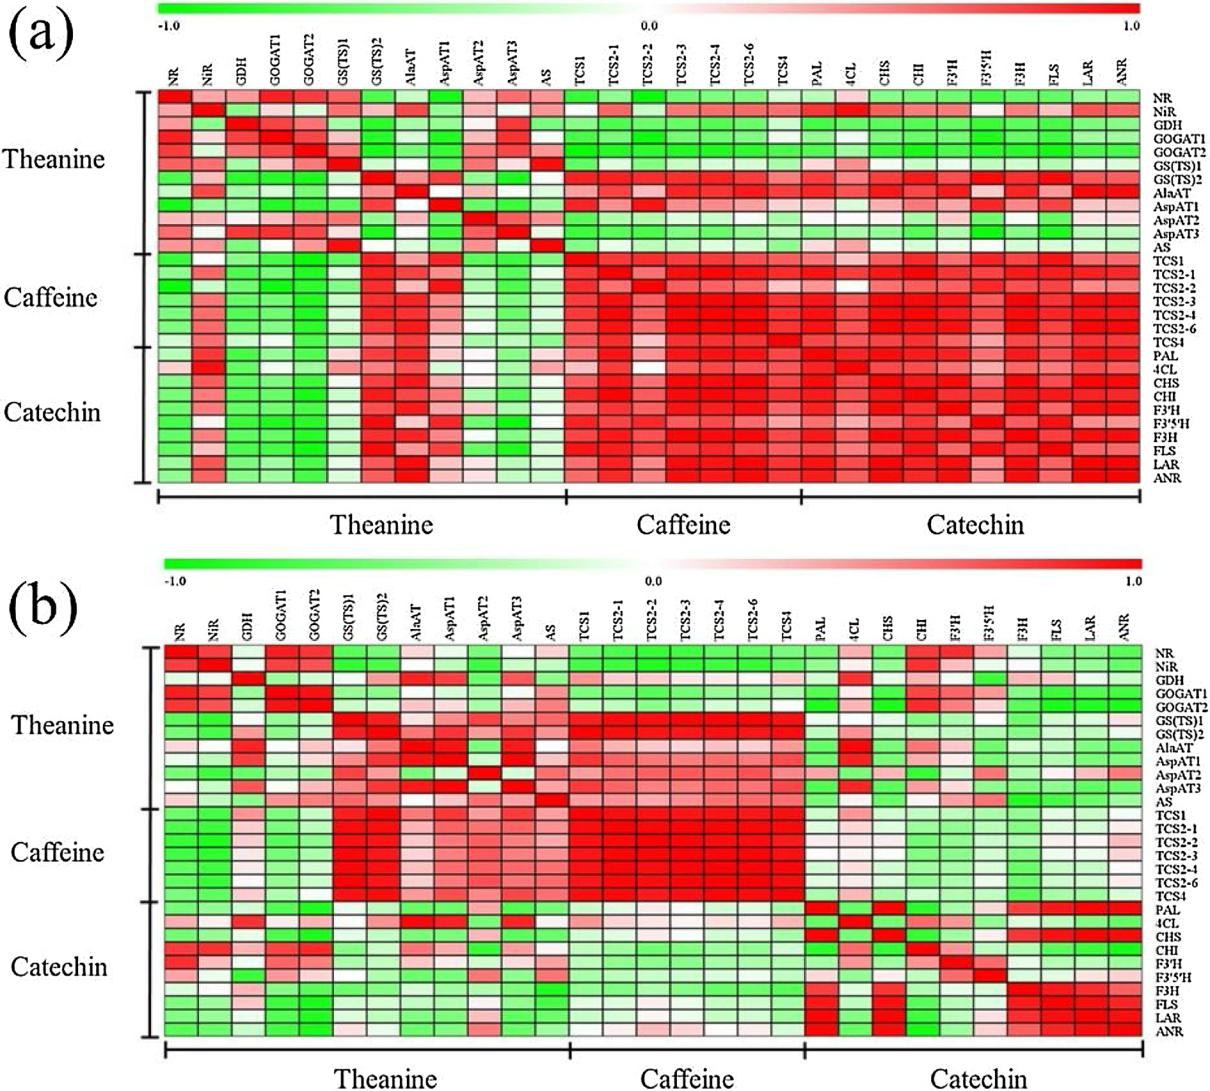 (a)
-1.0 0.0 1.0
NR NiR GDH GOGAT1 GOGAT2 GS(TS)1 GS(TS)2 AlaAT AspAT1 AspAT2 AspAT3 AS TCS1 TCS2-1 TCS2-2 TCS2-3 TCS2-4 TCS2-6 TCS4 PAL 4CL CHS CHI F3'H F3'5'H F3H FLS LAR ANR
Theanine
Caffeine
Catechin
NR
NiR
GDH
GOGAT1
GOGAT2
GS(TS)1
GS(TS)2
AlaAT
AspAT1
AspAT2
AspAT3
AS
TCS1
TCS2-1
TCS2-2
TCS2-3
TCS2-4
TCS2-6
TCS4
PAL
4CL
CHS
CHI
F3'H
F3'5'H
F3H
FLS
LAR
ANR
Theanine Caffeine Catechin
(b)
-1.0 0.0 1.0
NR NiR GDH GOGAT1 GOGAT2 GS(TS)1 GS(TS)2 AlaAT AspAT1 AspAT2 AspAT3 AS TCS1 TCS2-1 TCS2-2 TCS2-3 TCS2-4 TCS2-6 TCS4 PAL 4CL CHS CHI F3'H F3'5'H F3H FLS LAR ANR
Theanine
Caffeine
Catechin
NR
NiR
GDH
GOGAT1
GOGAT2
GS(TS)1
GS(TS)2
AlaAT
AspAT1
AspAT2
AspAT3
AS
TCS1
TCS2-1
TCS2-2
TCS2-3
TCS2-4
TCS2-6
TCS4
PAL
4CL
CHS
CHI
F3'H
F3'5'H
F3H
FLS
LAR
ANR
Theanine Caffeine Catechin